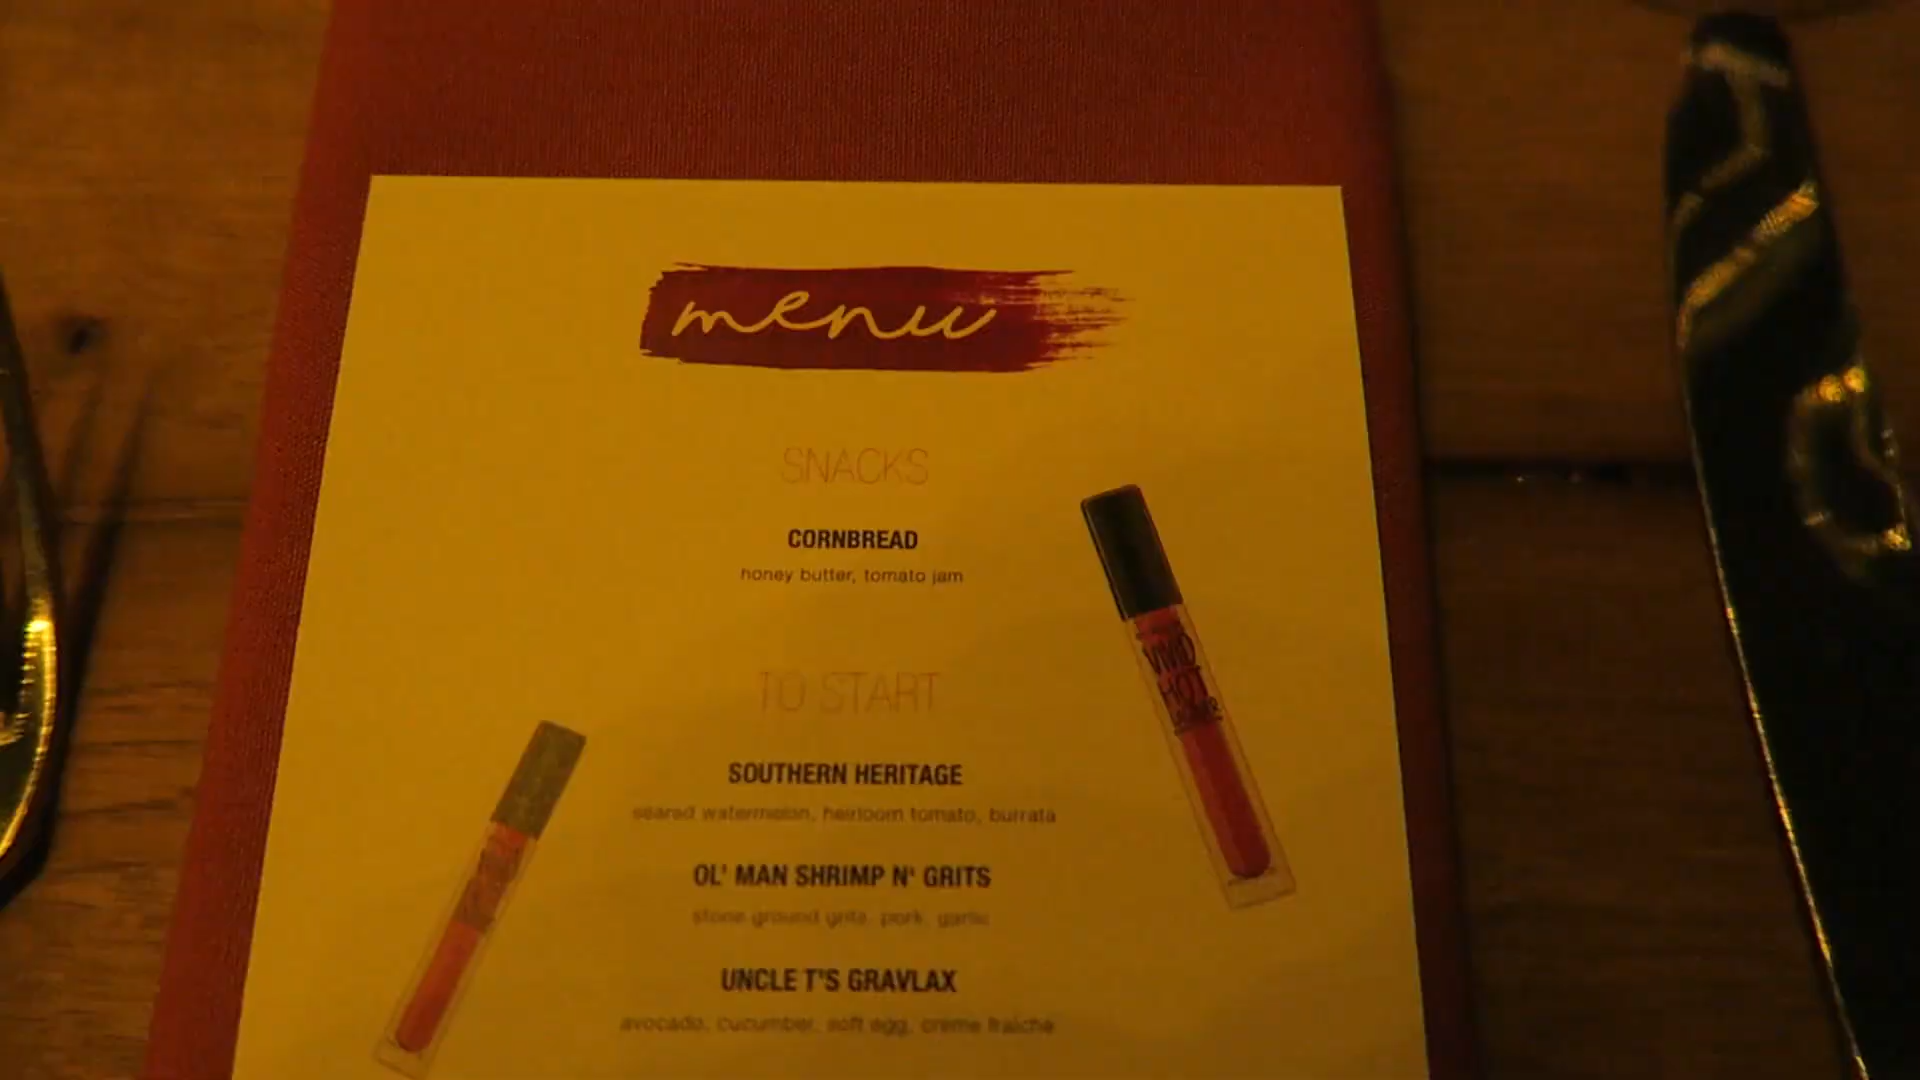 menu
SNACKS
CORNBREAD
honey butter, tomato jam
TO START
SOUTHERN HERITAGE
seared watermelon, heirloom tomato, burrata
OL' MAN SHRIMP N' GRITS
stone ground grits, pork, garlic
UNCLE T'S GRAVLAX
avocado, cucumber, soft egg, creme fraiche
VIVID
HOT
LACQUER